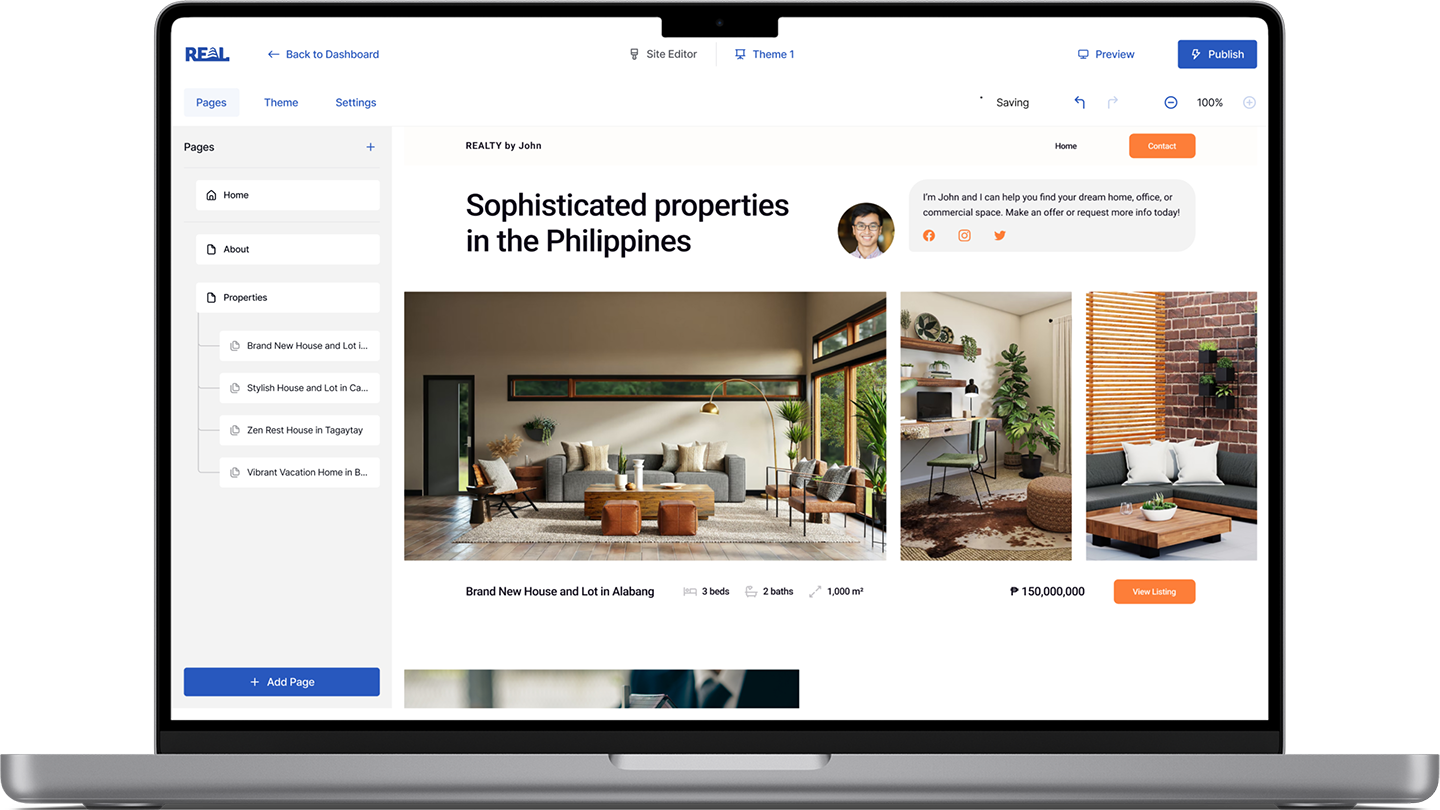 REAL
Back to Dashboard
Site Editor
Theme 1
Preview
Publish
Pages
Theme
Settings
Saving
100%
Pages
Home
About
Properties
Brand New House and Lot i...
Stylish House and Lot in Ca...
Zen Rest House in Tagaytay
Vibrant Vacation Home in B...
Add Page
REALTY by John
Home
Contact
Sophisticated properties
in the Philippines
I'm John and I can help you find your dream home, office, or
commercial space. Make an offer or request more info today!
Brand New House and Lot in Alabang
3 beds
2 baths
1,000 m²
₱ 150,000,000
View Listing